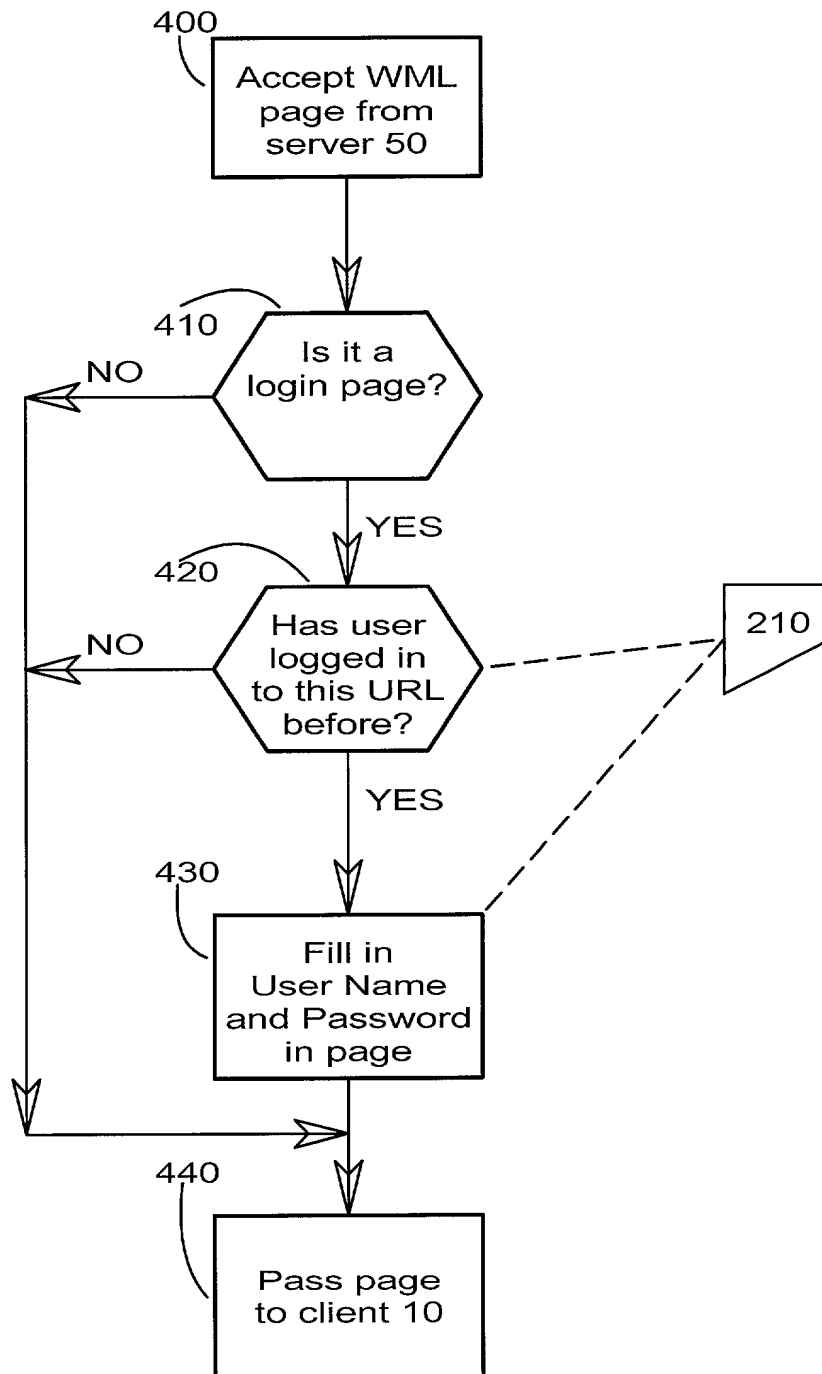 400
Accept WML
page from
server 50
410
Is it a
login page?
NO
YES
420
Has user
logged in
to this URL
before?
NO
210
YES
430
Fill in
User Name
and Password
in page
440
Pass page
to client 10